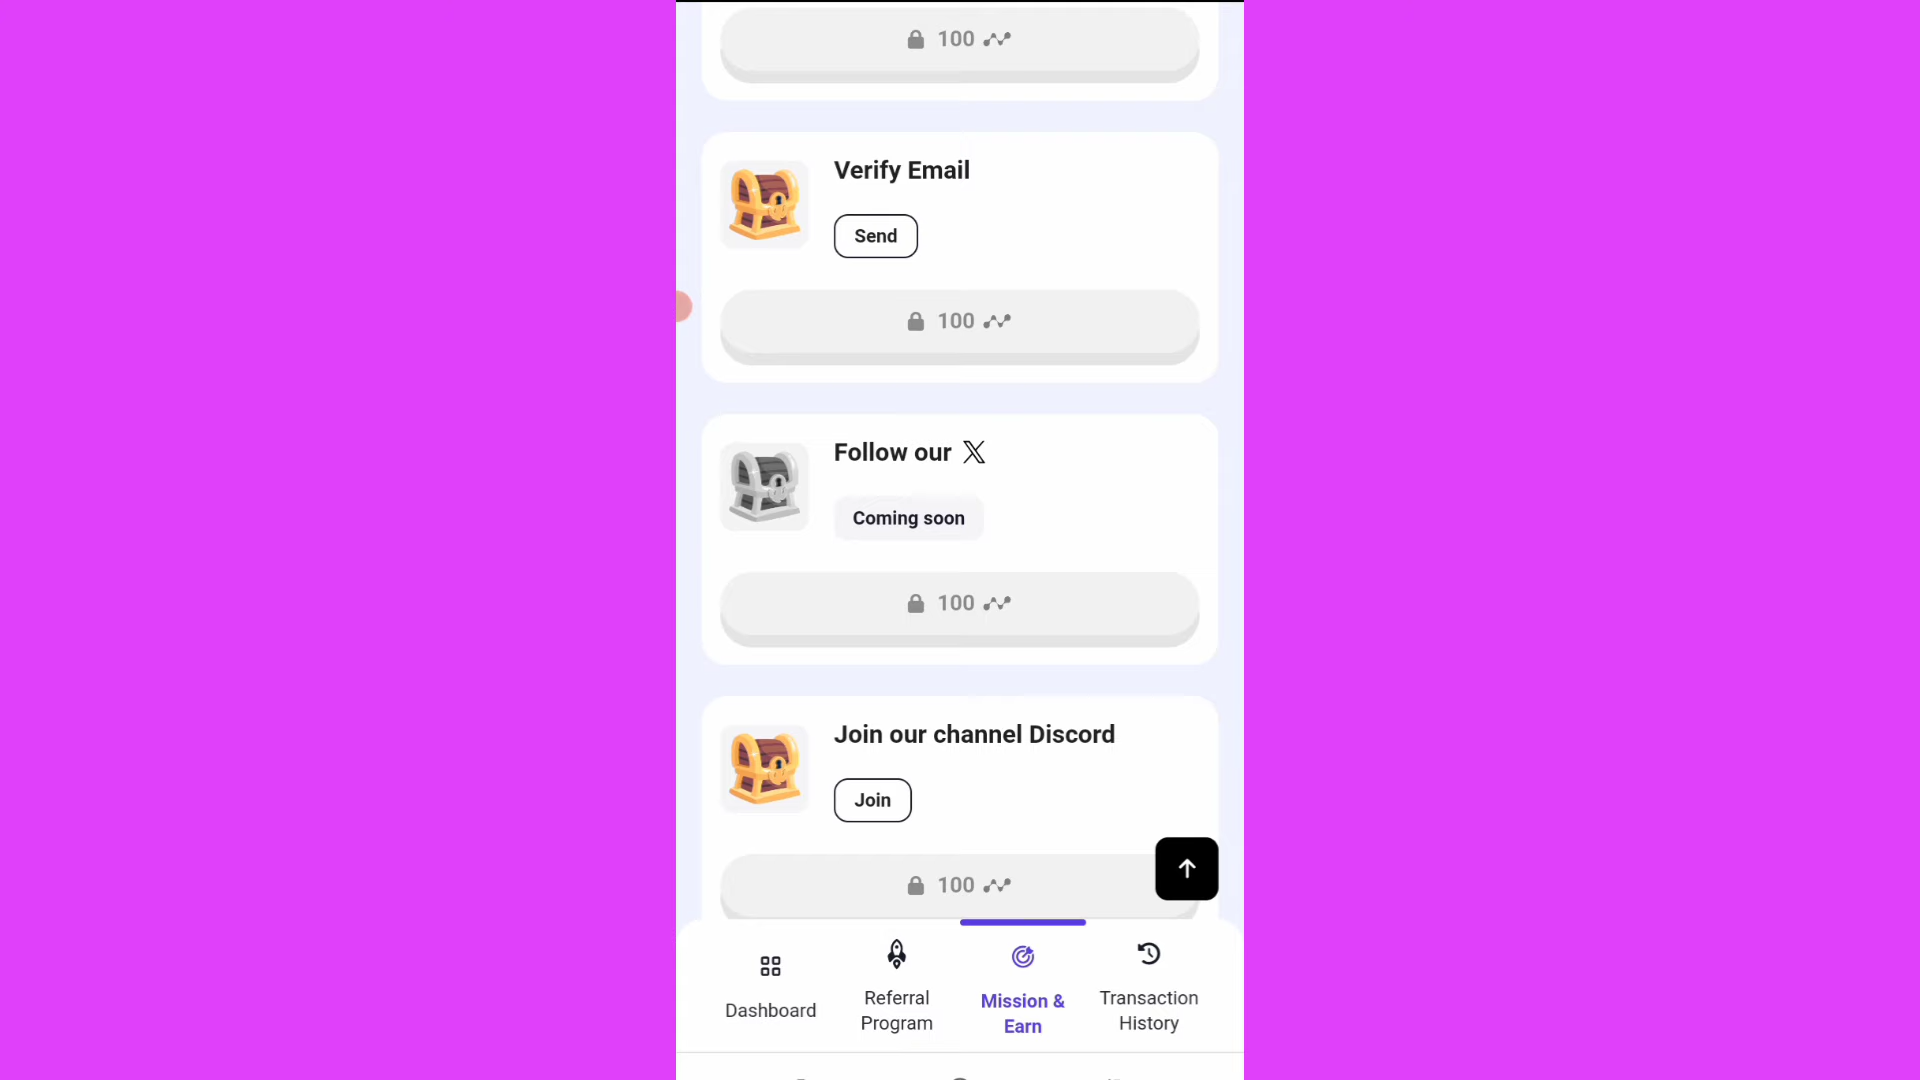 100
Verify Email
Send
100
Follow our X
Coming soon
100
Join our channel Discord
Join
100
Dashboard
Referral
Program
Mission &
Earn
Transaction
History